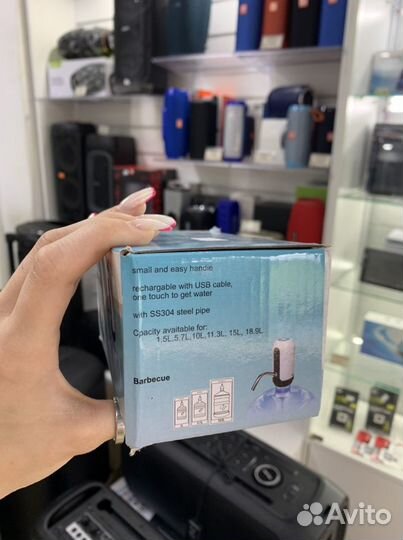 small and easy handle
rechargable with USB cable,
one touch to get water
with SS304 steel pipe
Cpacity available for:
1.5L,5.7L,10L,11.3L, 15L, 18.9L
Barbecue
Avito